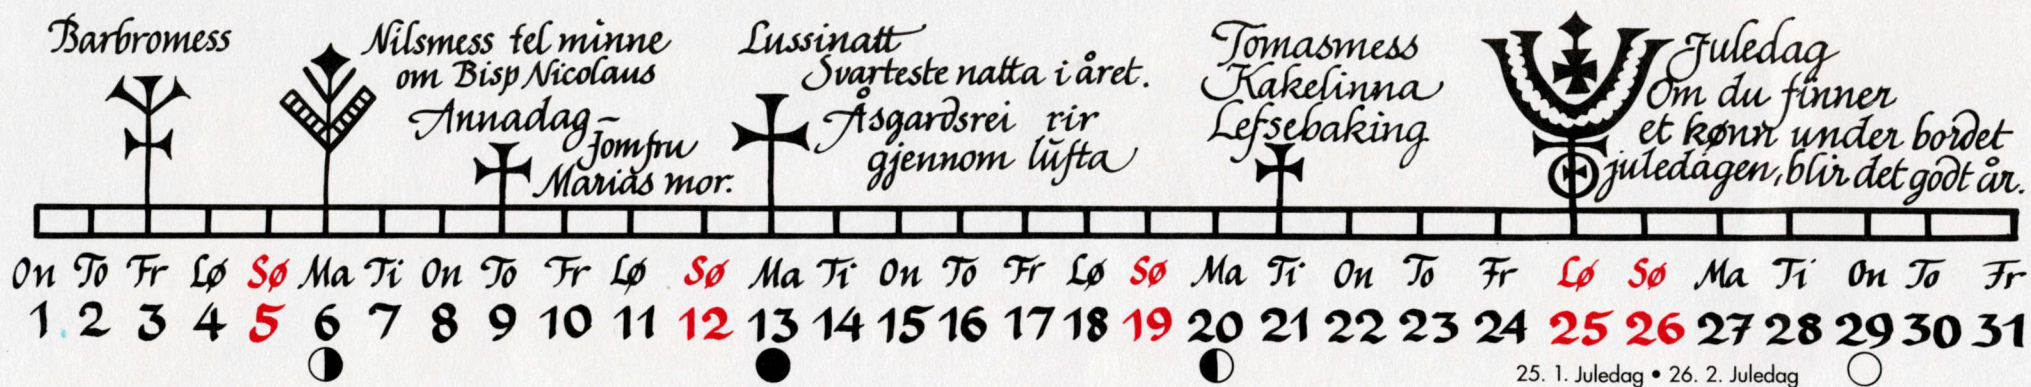 Barbromess
Nilsmess tel minne
om Bisp Nicolaus
Annadag –
Jomfru
Marias mor.
Lussinatt
Svarteste natta i året.
Åsgardsrei rir
gjennom lufta
Tomasmess
Kakelinna
Lefsebaking
Juledag
Om du finner
et kønn under bordet
juledagen, blir det godt år.
On To Fr Lø Sø Ma Ti On To Fr Lø Sø Ma Ti On To Fr Lø Sø Ma Ti On To Fr Lø Sø Ma Ti On To Fr
1 2 3 4 5 6 7 8 9 10 11 12 13 14 15 16 17 18 19 20 21 22 23 24 25 26 27 28 29 30 31
25. 1. Juledag • 26. 2. Juledag